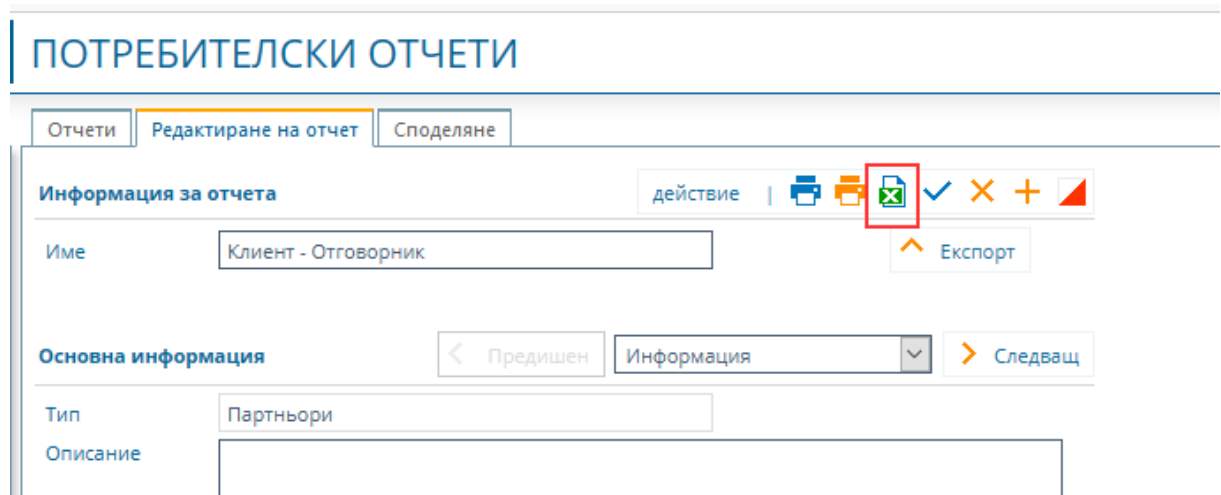 ПОТРЕБИТЕЛСКИ ОТЧЕТИ
Отчети Редактиране на отчет Споделяне
Информация за отчета действие |
Име Клиент - Отговорник Експорт
Основна информация Предишен Информация Следващ
Тип Партньори
Описание